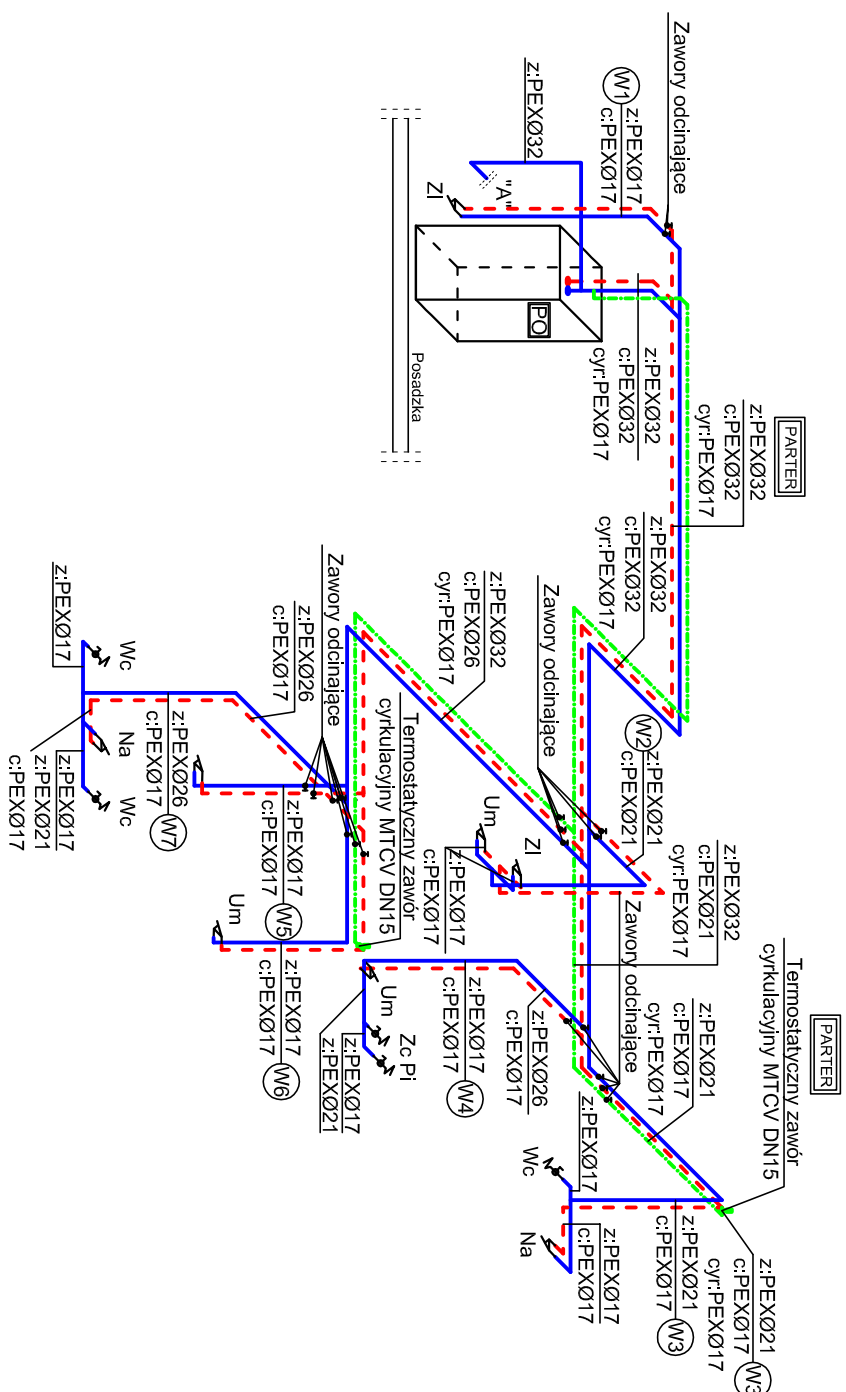 Zawory odcinające
W1
z:PEXØ17
c:PEXØ17
z:PEXØ32
"A"
Zl
PO
Posadzka
z:PEXØ32
c:PEXØ32
cyr:PEXØ17
PARTER
z:PEXØ32
c:PEXØ32
cyr:PEXØ17
z:PEXØ32
c:PEXØ32
cyr:PEXØ17
Zawory odcinające
z:PEXØ32
c:PEXØ26
cyr:PEXØ17
W2
z:PEXØ21
c:PEXØ21
Um
Zl
z:PEXØ17
c:PEXØ17
z:PEXØ32
c:PEXØ21
cyr:PEXØ17
Zawory odcinające
z:PEXØ21
c:PEXØ17
cyr:PEXØ17
PARTER
Termostatyczny zawór
cyrkulacyjny MTCV DN15
z:PEXØ21
c:PEXØ17
cyr:PEXØ17
W3
z:PEXØ21
c:PEXØ17
W3
z:PEXØ17
Wc
Na
z:PEXØ17
c:PEXØ17
z:PEXØ26
c:PEXØ17
z:PEXØ17
c:PEXØ17
W4
Um
Zc Pi
z:PEXØ17
z:PEXØ21
Termostatyczny zawór
cyrkulacyjny MTCV DN15
Zawory odcinające
z:PEXØ26
c:PEXØ17
z:PEXØ17
Wc
Na
Wc
z:PEXØ17
z:PEXØ21
c:PEXØ17
z:PEXØ26
c:PEXØ17
W7
z:PEXØ17
c:PEXØ17
W5
Um
z:PEXØ17
c:PEXØ17
W6